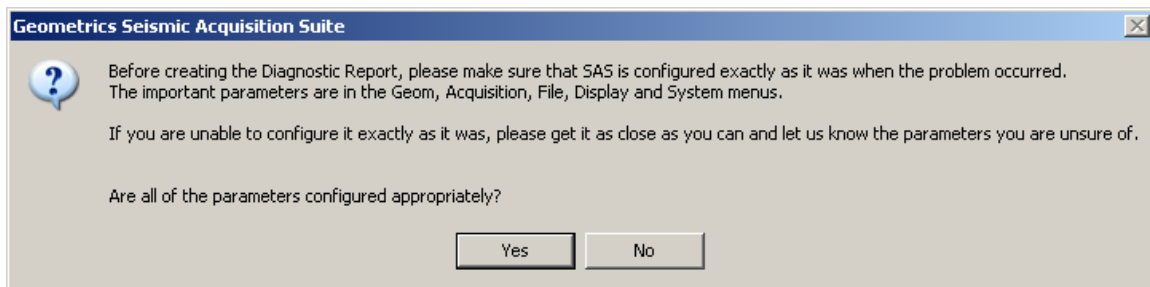 Geometrics Seismic Acquisition Suite
Before creating the Diagnostic Report, please make sure that SAS is configured exactly as it was when the problem occurred.
The important parameters are in the Geom, Acquisition, File, Display and System menus.
If you are unable to configure it exactly as it was, please get it as close as you can and let us know the parameters you are unsure of.
Are all of the parameters configured appropriately?
Yes
No